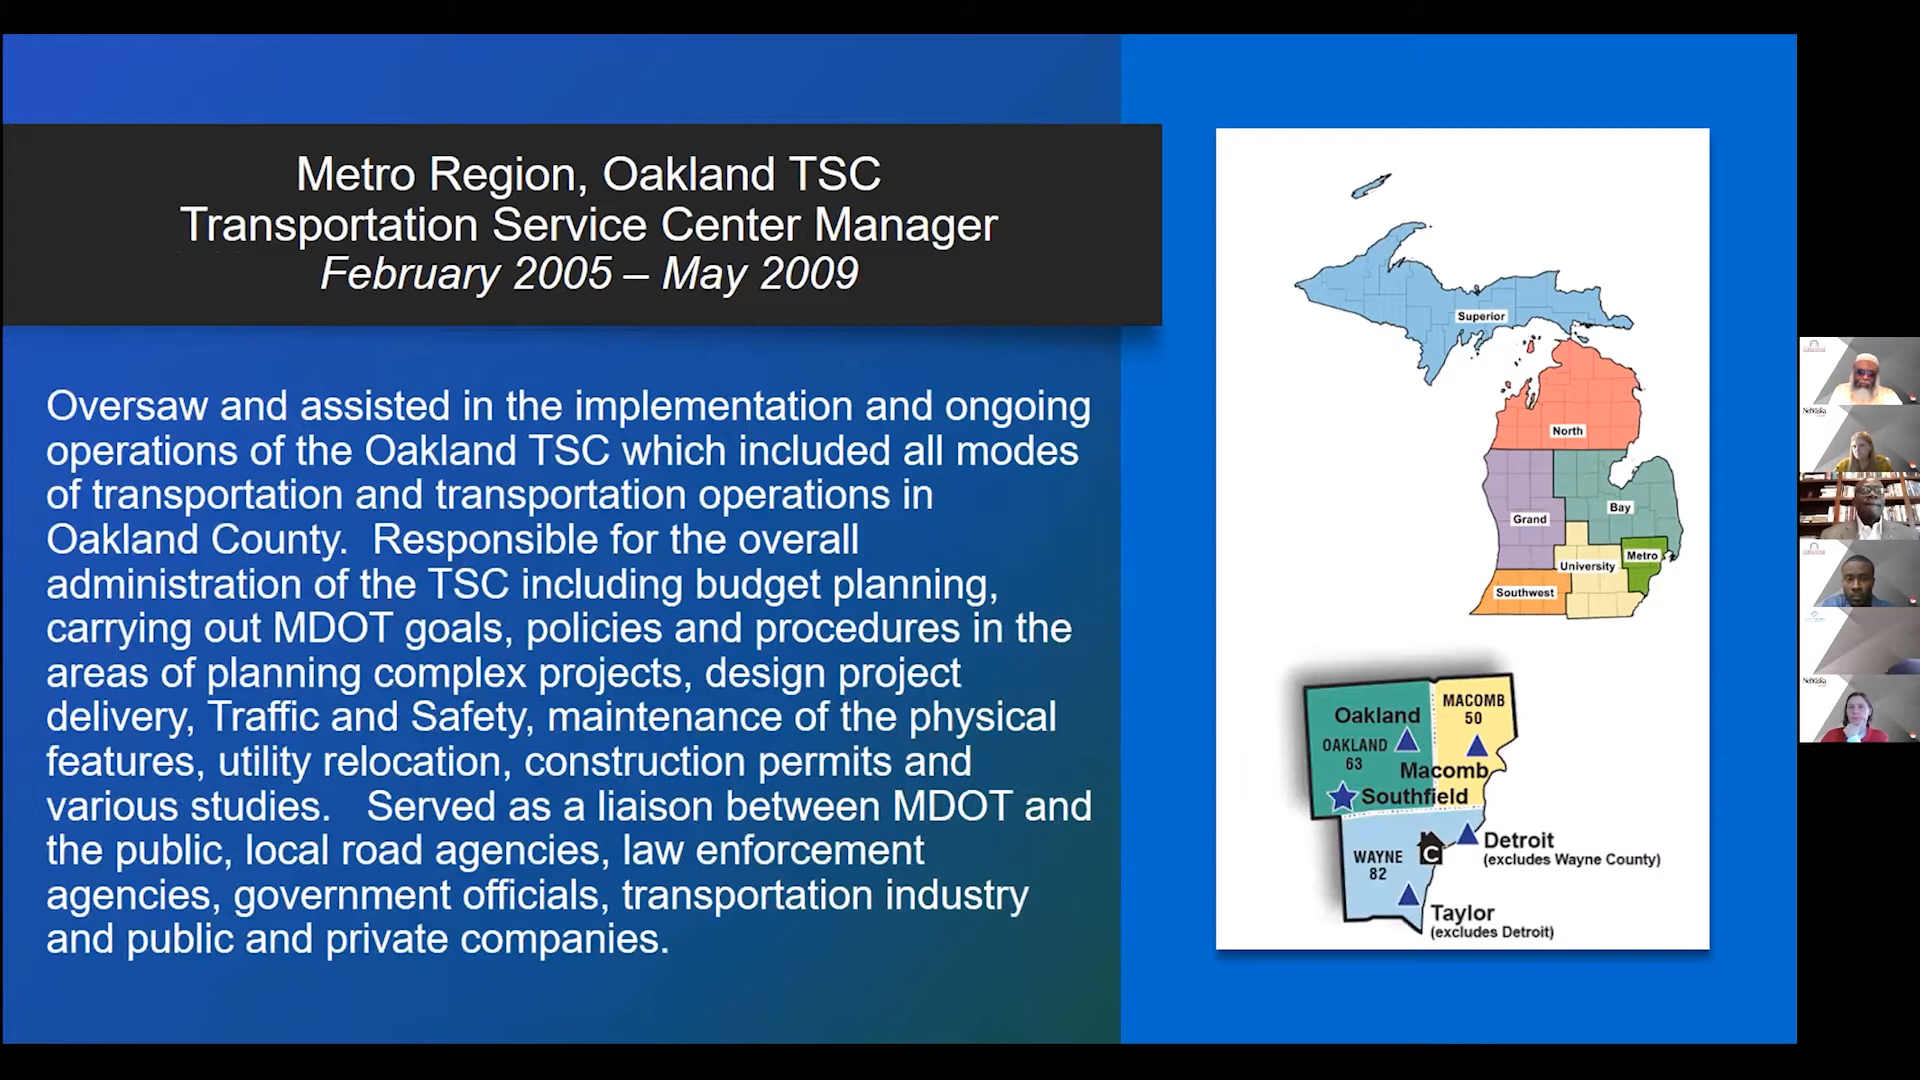 Metro Region, Oakland TSC
Transportation Service Center Manager
February 2005 – May 2009
Oversaw and assisted in the implementation and ongoing
operations of the Oakland TSC which included all modes
of transportation and transportation operations in
Oakland County.  Responsible for the overall
administration of the TSC including budget planning,
carrying out MDOT goals, policies and procedures in the
areas of planning complex projects, design project
delivery, Traffic and Safety, maintenance of the physical
features, utility relocation, construction permits and
various studies.   Served as a liaison between MDOT and
the public, local road agencies, law enforcement
agencies, government officials, transportation industry
and public and private companies.
Superior
North
Bay
Grand
Metro
University
Southwest
MACOMB
50
Oakland
OAKLAND
63
Macomb
Southfield
Detroit
(excludes Wayne County)
WAYNE
82
C
Taylor
(excludes Detroit)
Nebraska
Nebraska